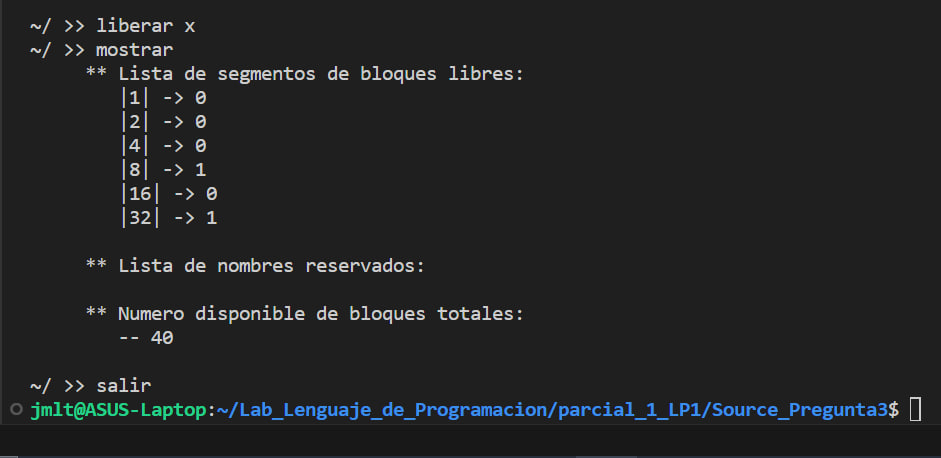 ~/ >> liberar x
~/ >> mostrar
** Lista de segmentos de bloques libres:
|1| -> 0
|2| -> 0
|4| -> 0
|8| -> 1
|16| -> 0
|32| -> 1
** Lista de nombres reservados:
** Numero disponible de bloques totales:
-- 40
~/ >> salir
jmlt@ASUS-Laptop:~/Lab_Lenguaje_de_Programacion/parcial_1_LP1/Source_Pregunta3$